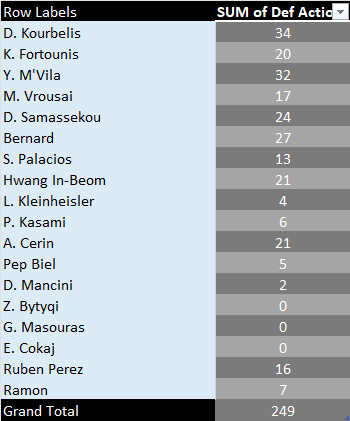 Row Labels SUM of Def Actio
D. Kourbelis 34
K. Fortounis 20
Y. M'Vila 32
M. Vrousai 17
D. Samassekou 24
Bernard 27
S. Palacios 13
Hwang In-Beom 21
L. Kleinheisler 4
P. Kasami 6
A. Cerin 21
Pep Biel 5
D. Mancini 2
Z. Bytyqi 0
G. Masouras 0
E. Cokaj 0
Ruben Perez 16
Ramon 7
Grand Total 249